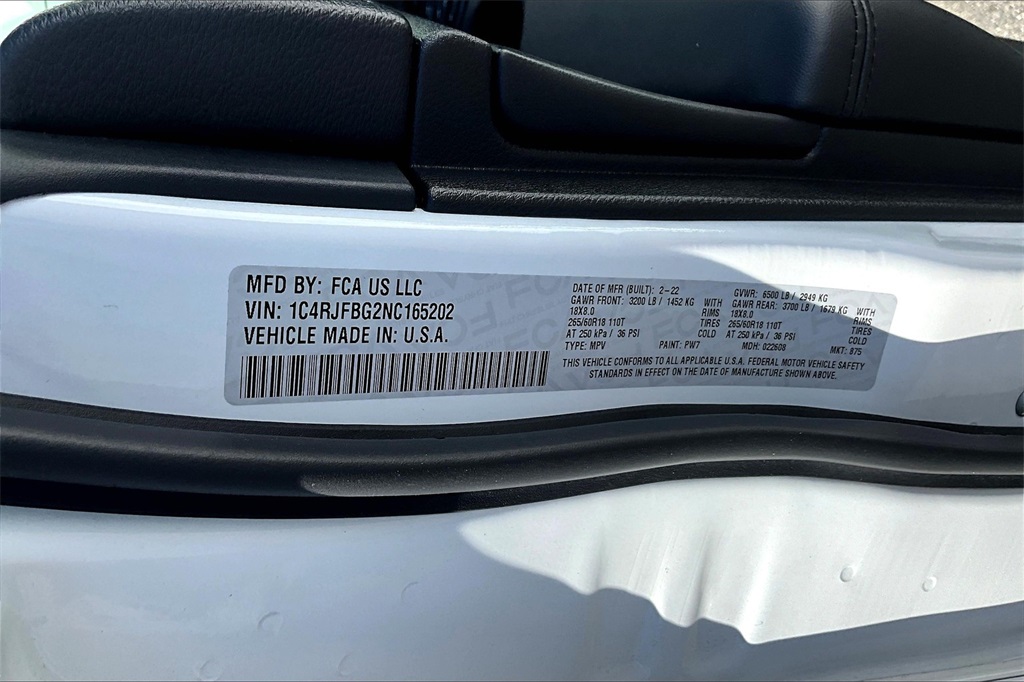 MFD BY: FCA US LLC
VIN: 1C4RJFBG2NC165202
VEHICLE MADE IN: U.S.A.
DATE OF MFR (BUILT): 2-22 GVWR: 6500 LB / 2949 KG
GAWR FRONT: 3200 LB / 1452 KG WITH GAWR REAR: 3700 LB / 1679 KG WITH
18X8.0 RIMS 18X8.0 RIMS
265/60R18 110T TIRES 265/60R18 110T TIRES
AT 250 kPa / 36 PSI COLD AT 250 kPa / 36 PSI COLD
TYPE: MPV PAINT: PW7 MDH: 022608 MKT: 875
THIS VEHICLE CONFORMS TO ALL APPLICABLE U.S.A. FEDERAL MOTOR VEHICLE SAFETY
STANDARDS IN EFFECT ON THE DATE OF MANUFACTURE SHOWN ABOVE.